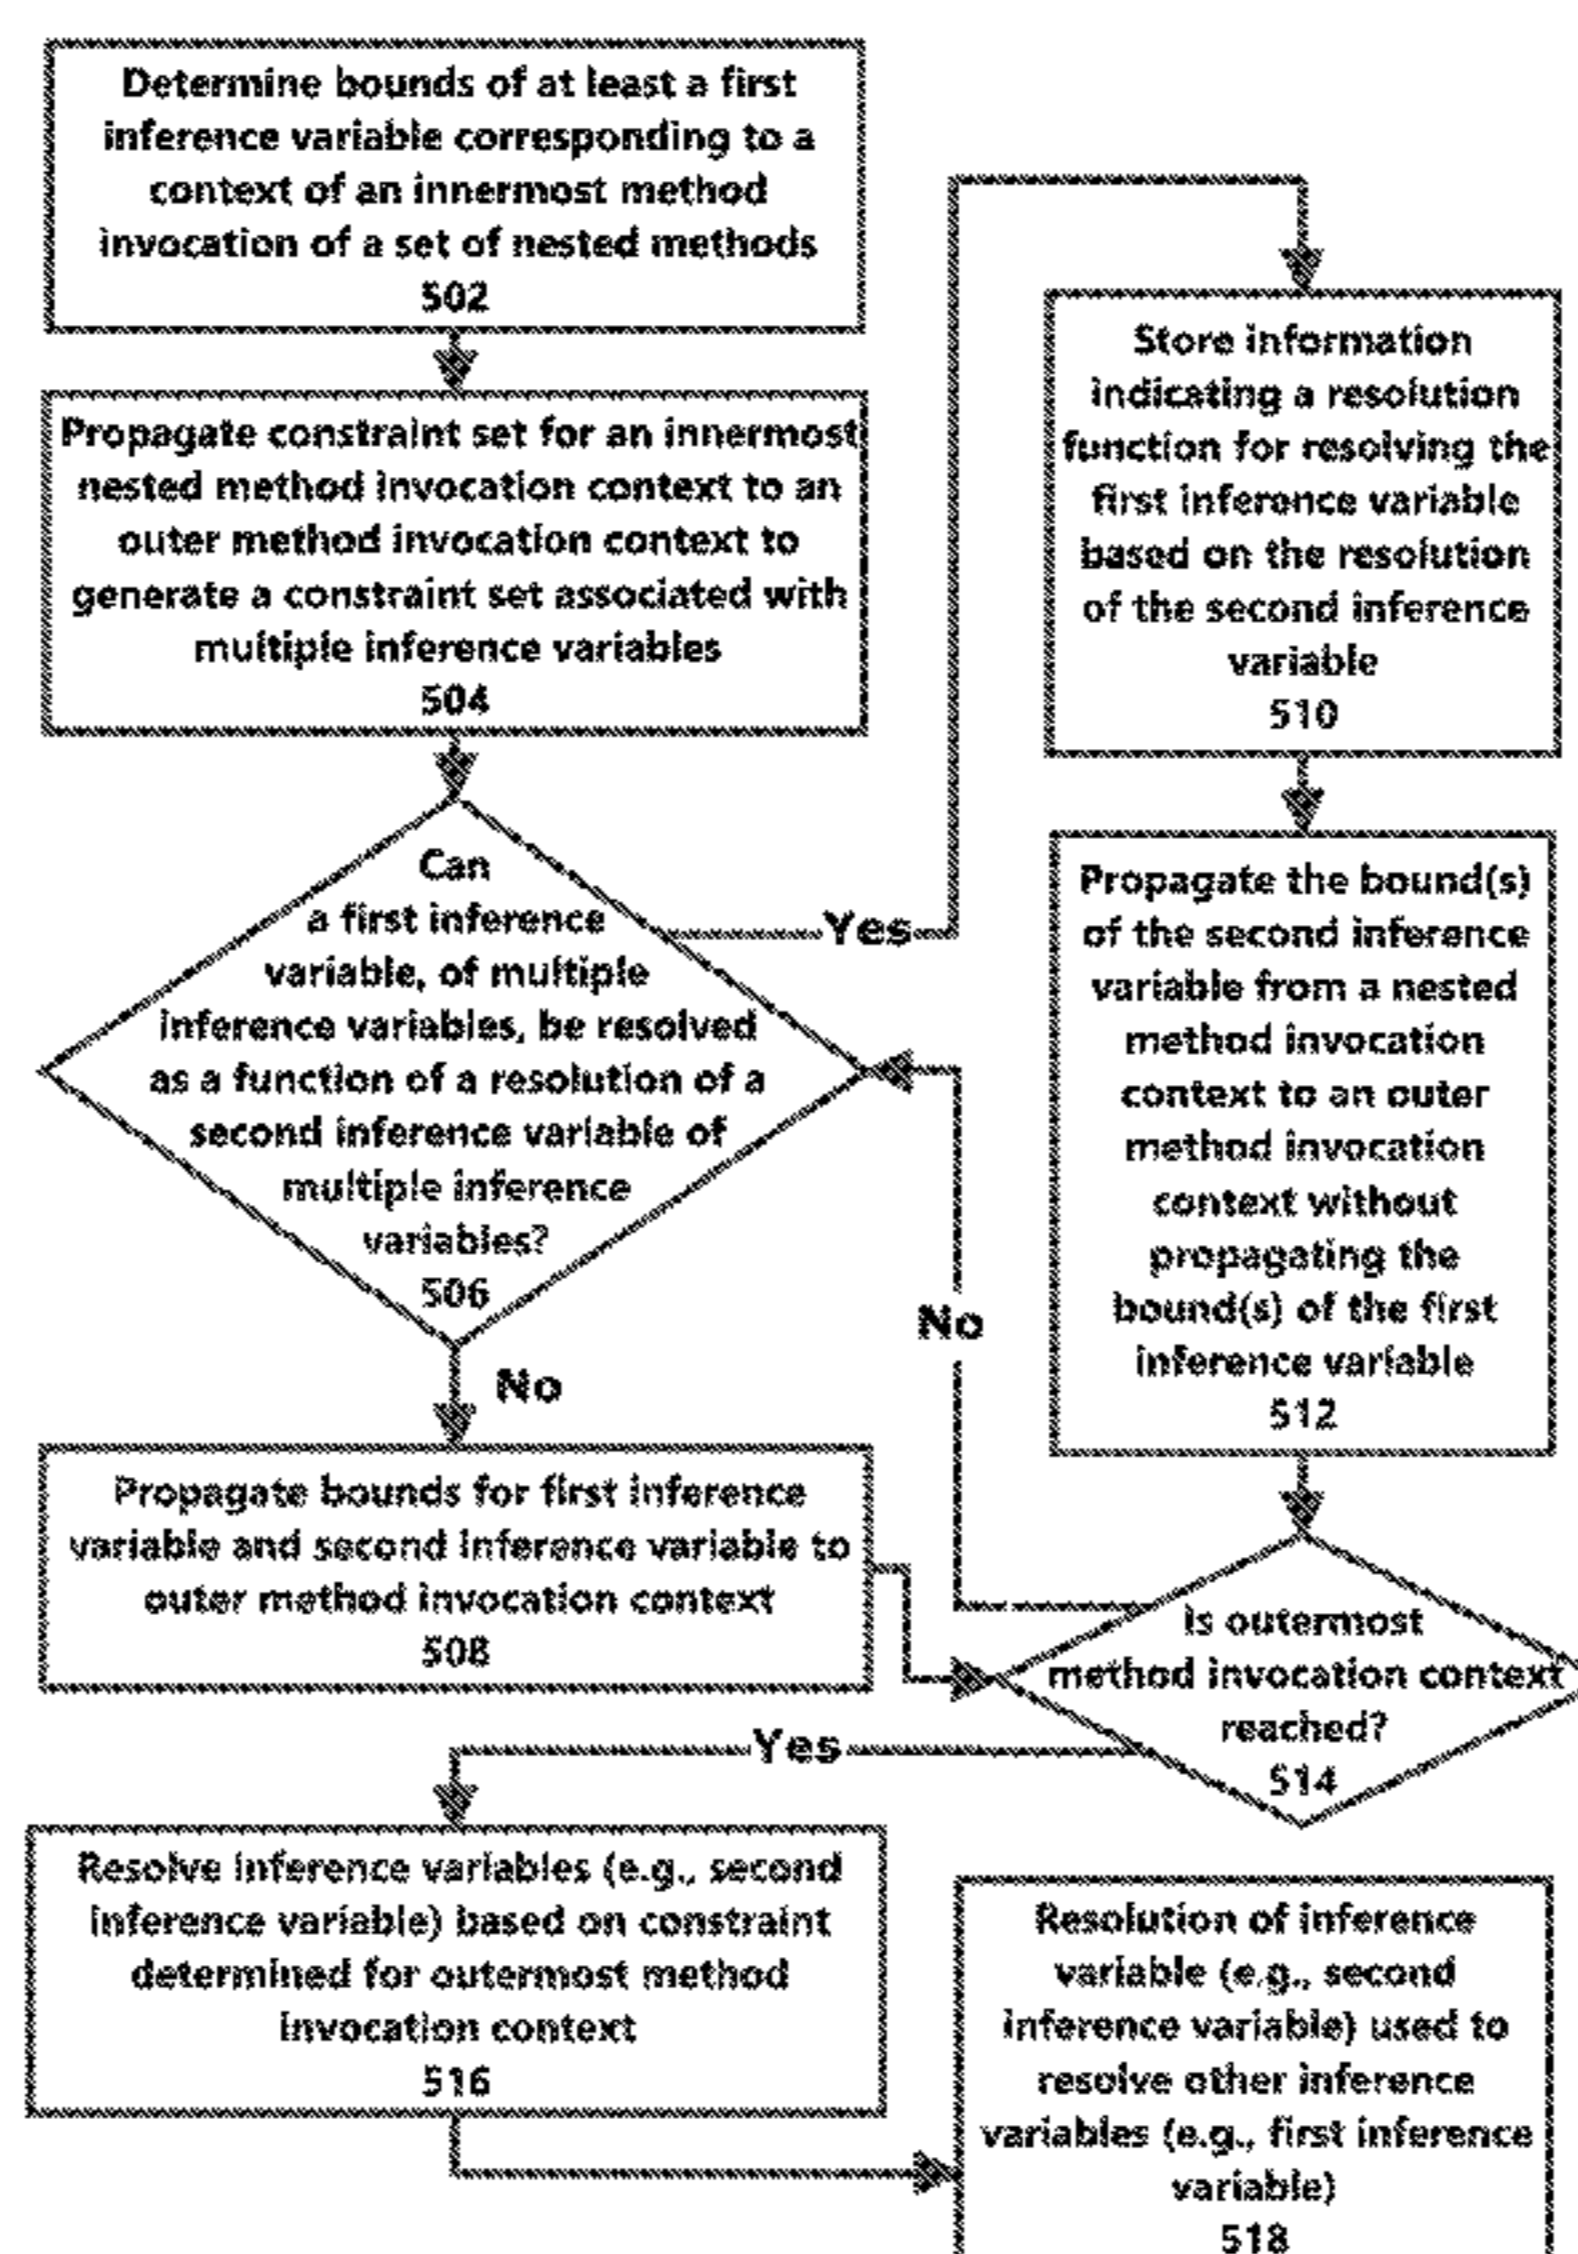 Determine bounds of at least a first
inference variable corresponding to a
context of an innermost method
invocation of a set of nested methods
502
Propagate constraint set for an innermost
nested method invocation context to an
outer method invocation context to
generate a constraint set associated with
multiple inference variables
504
Can
a first inference
variable, of multiple
inference variables, be resolved
as a function of a resolution of a
second inference variable of
multiple inference
variables?
506
Yes
No
Propagate bounds for first inference
variable and second inference variable to
outer method invocation context
508
Store information
indicating a resolution
function for resolving the
first inference variable
based on the resolution
of the second inference
variable
510
Propagate the bound(s)
of the second inference
variable from a nested
method invocation
context to an outer
method invocation
context without
propagating the
bound(s) of the first
inference variable
512
Is outermost
method invocation context
reached?
514
No
Yes
Resolve inference variables (e.g., second
inference variable) based on constraint
determined for outermost method
invocation context
516
Resolution of inference
variable (e.g., second
inference variable) used to
resolve other inference
variables (e.g., first inference
variable)
518